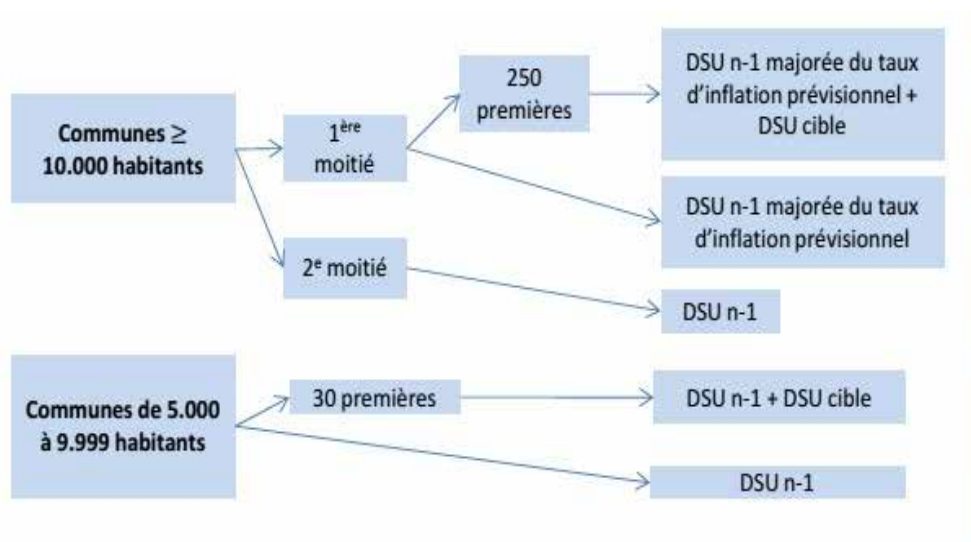 Communes ≥
10.000 habitants
1ère
moitié
250
premières
DSU n-1 majorée du taux
d'inflation prévisionnel +
DSU cible
DSU n-1 majorée du taux
d'inflation prévisionnel
2e moitié
DSU n-1
Communes de 5.000
à 9.999 habitants
30 premières
DSU n-1 + DSU cible
DSU n-1